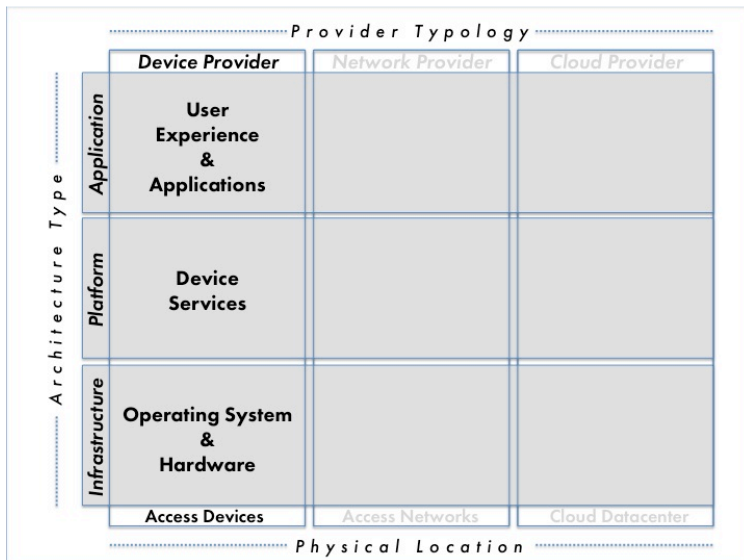 Provider Typology
Device Provider
Network Provider
Cloud Provider
Architecture Type
Application
User
Experience
&
Applications
Platform
Device
Services
Infrastructure
Operating System
&
Hardware
Access Devices
Access Networks
Cloud Datacenter
Physical Location